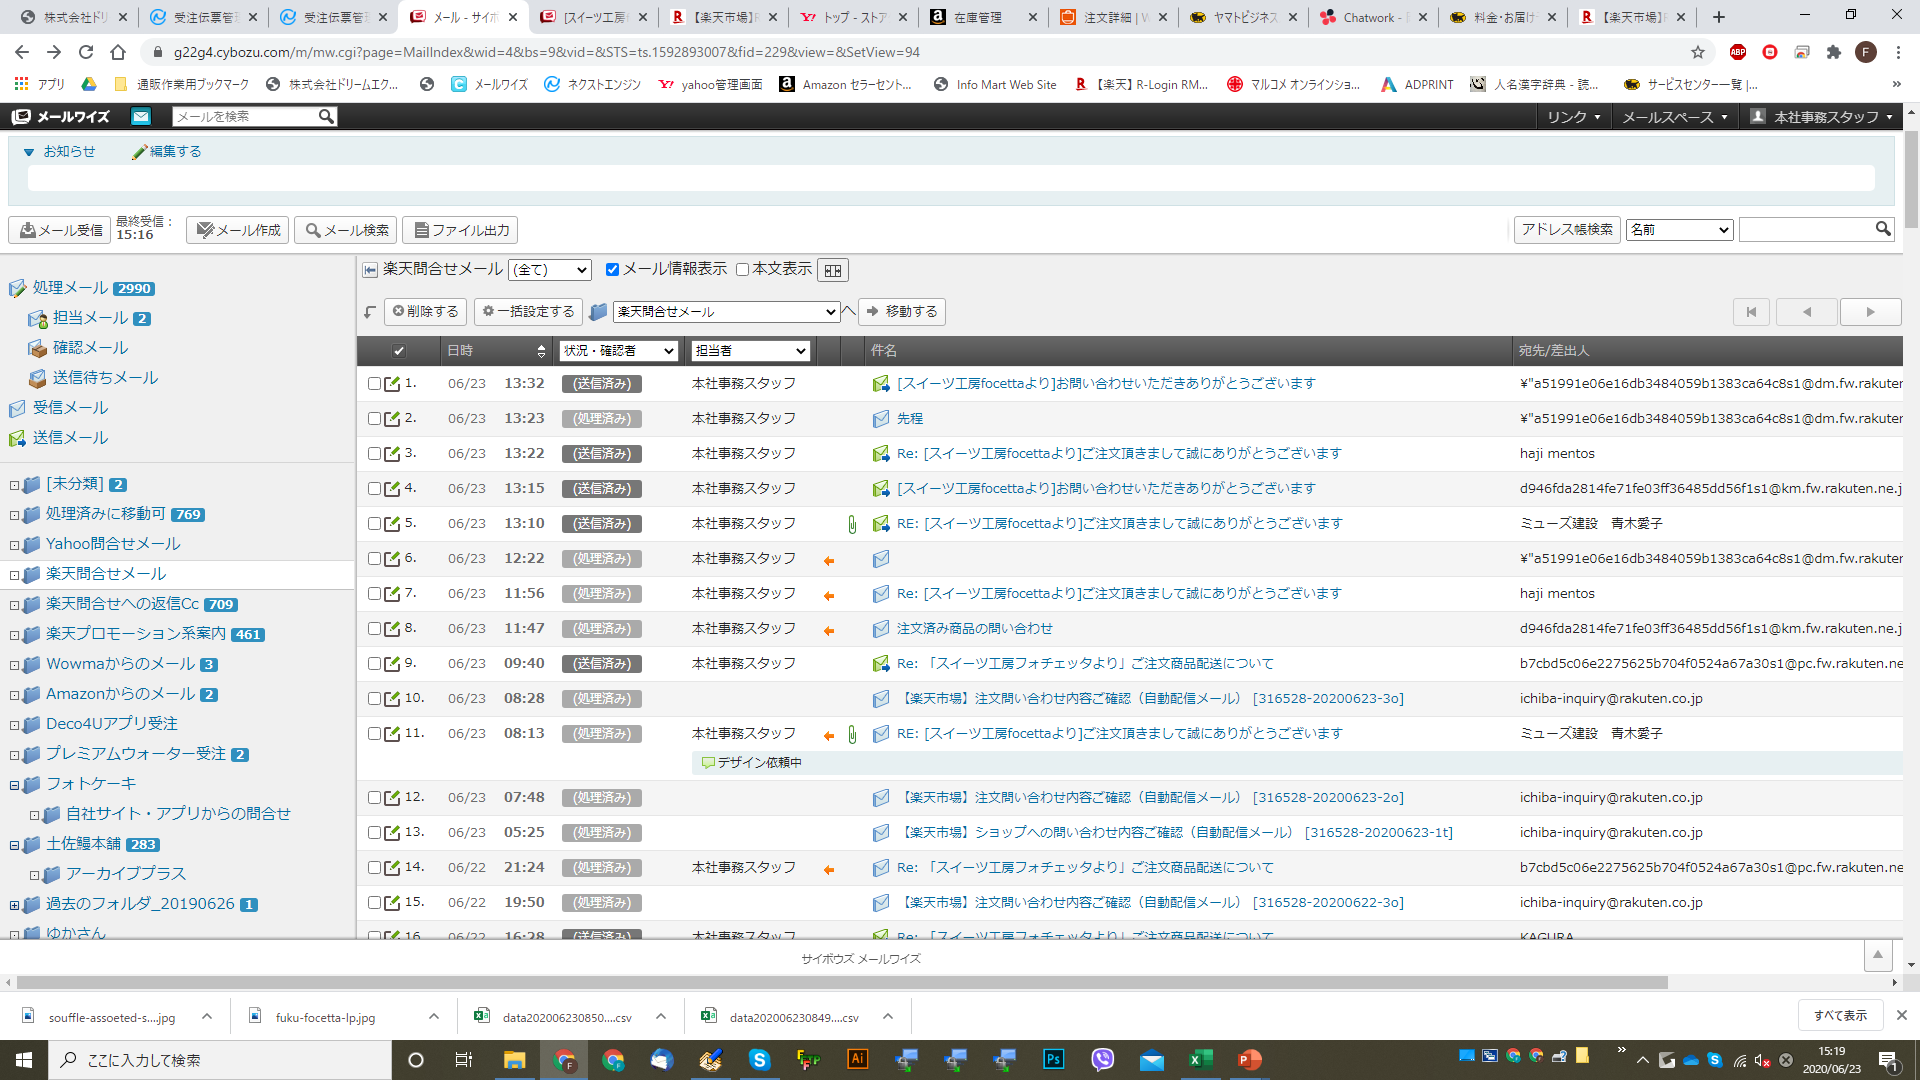 株式会社ドリ
受注伝票管理
受注伝票管理
メール - サイボ
[スイーツ工房f
【楽天市場】R
トップ - ストア
在庫管理
注文詳細 | W
ヤマトビジネス
Chatwork - F
料金・お届け
【楽天市場】R
g22g4.cybozu.com/m/mw.cgi?page=MailIndex&wid=4&bs=9&vid=&STS=ts.1592893007&fid=229&view=&SetView=94
アプリ
通販作業用ブックマーク
株式会社ドリームエク...
メールワイズ
ネクストエンジン
yahoo管理画面
Amazon セラーセント...
Info Mart Web Site
【楽天】R-Login RM...
マルコメ オンラインショ...
ADPRINT
人名漢字辞典 - 読...
サービスセンター一覧 |...
メールワイズ
メールを検索
リンク
メールスペース
本社事務スタッフ
お知らせ
編集する
メール受信
最終受信：
15:16
メール作成
メール検索
ファイル出力
アドレス帳検索
名前
処理メール 2990
担当メール 2
確認メール
送信待ちメール
受信メール
送信メール
[未分類] 2
処理済みに移動可 769
Yahoo問合せメール
楽天問合せメール
楽天問合せへの返信Cc 709
楽天プロモーション系案内 461
Wowmaからのメール 3
Amazonからのメール 2
Deco4Uアプリ受注
プレミアムウォーター受注 2
フォトケーキ
自社サイト・アプリからの問合せ
土佐鰻本舗 283
アーカイブプラス
過去のフォルダ_20190626 1
ゆかさん
楽天問合せメール (全て) メール情報表示 本文表示
削除する 一括設定する 楽天問合せメール へ 移動する
日時 状況・確認者 担当者 件名 宛先/差出人
1. 06/23 13:32 (送信済み) 本社事務スタッフ [スイーツ工房focettaより]お問い合わせいただきありがとうございます ¥"a51991e06e16db3484059b1383ca64c8s1@dm.fw.rakuten
2. 06/23 13:23 (処理済み) 本社事務スタッフ 先程 ¥"a51991e06e16db3484059b1383ca64c8s1@dm.fw.rakuten
3. 06/23 13:22 (送信済み) 本社事務スタッフ Re: [スイーツ工房focettaより]ご注文頂きまして誠にありがとうございます haji mentos
4. 06/23 13:15 (送信済み) 本社事務スタッフ [スイーツ工房focettaより]お問い合わせいただきありがとうございます d946fda2814fe71fe03ff36485dd56f1s1@km.fw.rakuten.ne.j
5. 06/23 13:10 (送信済み) 本社事務スタッフ RE: [スイーツ工房focettaより]ご注文頂きまして誠にありがとうございます ミューズ建設　青木愛子
6. 06/23 12:22 (処理済み) 本社事務スタッフ ¥"a51991e06e16db3484059b1383ca64c8s1@dm.fw.rakuten
7. 06/23 11:56 (処理済み) 本社事務スタッフ Re: [スイーツ工房focettaより]ご注文頂きまして誠にありがとうございます haji mentos
8. 06/23 11:47 (処理済み) 本社事務スタッフ 注文済み商品の問い合わせ d946fda2814fe71fe03ff36485dd56f1s1@km.fw.rakuten.ne.j
9. 06/23 09:40 (送信済み) 本社事務スタッフ Re: 「スイーツ工房フォチェッタより」ご注文商品配送について b7cbd5c06e2275625b704f0524a67a30s1@pc.fw.rakuten.ne
10. 06/23 08:28 (処理済み) 【楽天市場】注文問い合わせ内容ご確認（自動配信メール） [316528-20200623-3o] ichiba-inquiry@rakuten.co.jp
11. 06/23 08:13 (処理済み) 本社事務スタッフ RE: [スイーツ工房focettaより]ご注文頂きまして誠にありがとうございます ミューズ建設　青木愛子
デザイン依頼中
12. 06/23 07:48 (処理済み) 【楽天市場】注文問い合わせ内容ご確認（自動配信メール） [316528-20200623-2o] ichiba-inquiry@rakuten.co.jp
13. 06/23 05:25 (処理済み) 【楽天市場】ショップへの問い合わせ内容ご確認（自動配信メール） [316528-20200623-1t] ichiba-inquiry@rakuten.co.jp
14. 06/22 21:24 (処理済み) 本社事務スタッフ Re: 「スイーツ工房フォチェッタより」ご注文商品配送について b7cbd5c06e2275625b704f0524a67a30s1@pc.fw.rakuten.ne
15. 06/22 19:50 (処理済み) 【楽天市場】注文問い合わせ内容ご確認（自動配信メール） [316528-20200622-3o] ichiba-inquiry@rakuten.co.jp
16. 06/22 16:28 (送信済み) 本社事務スタッフ Re: 「スイーツ工房フォチェッタより」ご注文商品配送について KAGURA
サイボウズ メールワイズ
souffle-assoeted-s....jpg
fuku-focetta-lp.jpg
data202006230850....csv
data202006230849....csv
すべて表示
ここに入力して検索
15:19
2020/06/23